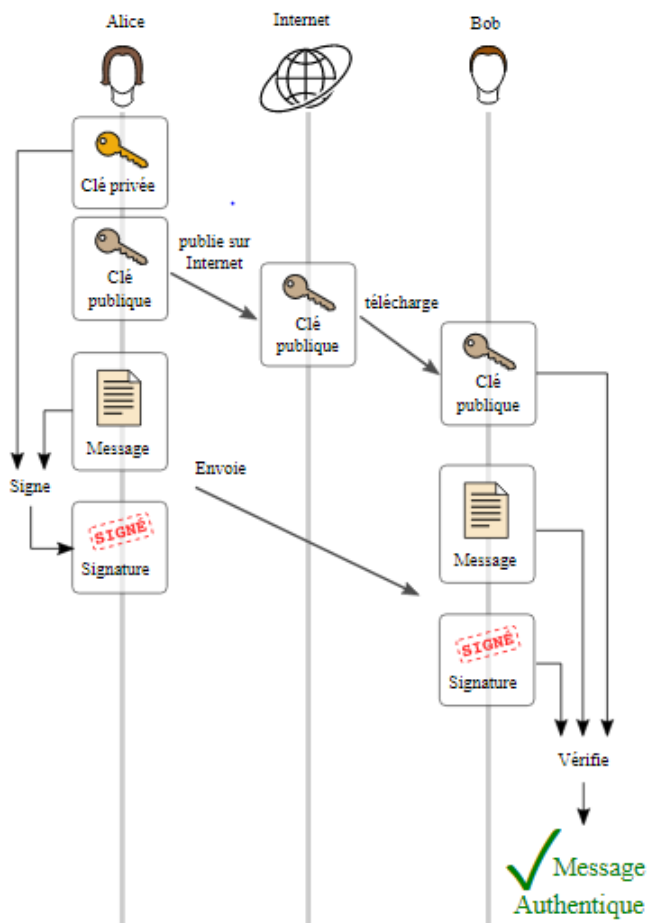 Alice
Internet
Bob
Clé privée
publie sur
Internet
Clé
publique
Clé
publique
télécharge
Clé
publique
Message
Signe
Envoie
SIGNÉ
Signature
Message
SIGNÉ
Signature
Vérifie
Message
Authentique